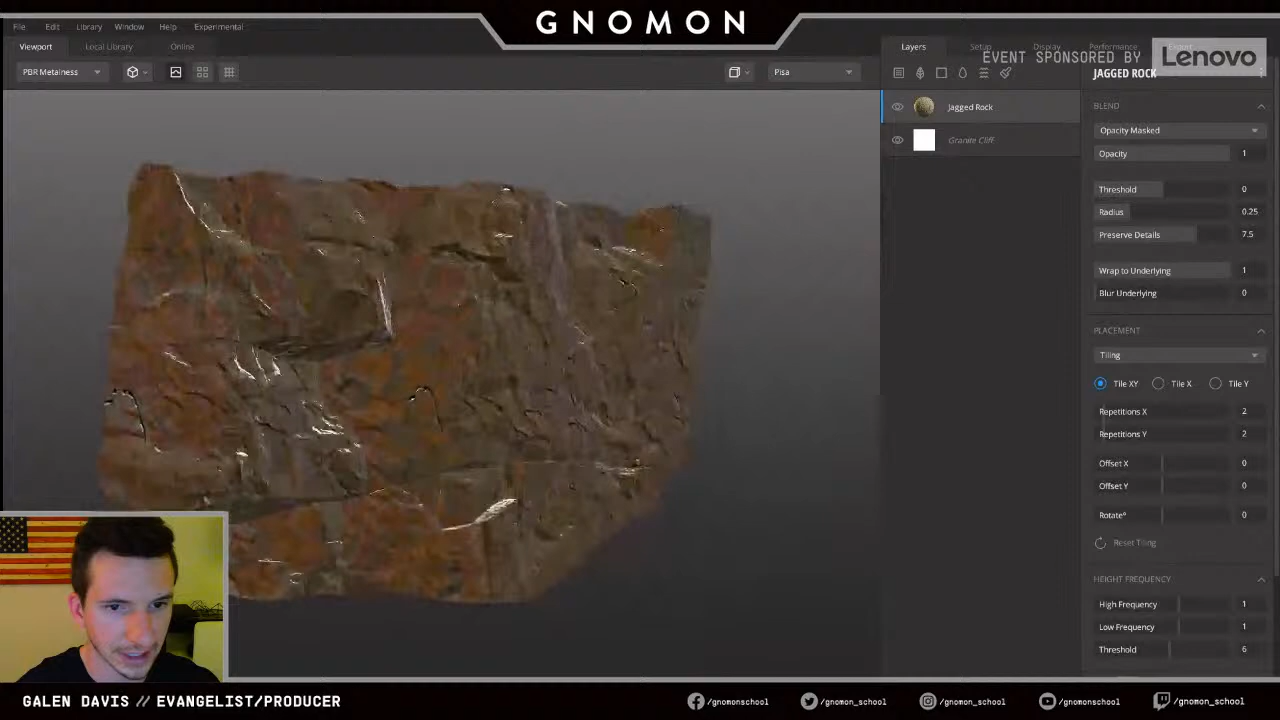 GNOMON
File Edit Library Window Help Experimental
Viewport Local Library Online
Layers Setup Display Performance
EVENT SPONSORED BY Lenovo
PBR Metalness
Pisa
JAGGED ROCK
BLEND
Jagged Rock
Opacity Masked
Granite Cliff
Opacity 1
Threshold 0
Radius 0.25
Preserve Details 7.5
Wrap to Underlying 1
Blur Underlying 0
PLACEMENT
Tiling
Tile XY Tile X Tile Y
Repetitions X 2
Repetitions Y 2
Offset X 0
Offset Y 0
Rotate° 0
Reset Tiling
HEIGHT FREQUENCY
High Frequency 1
Low Frequency 1
Threshold 6
GALEN DAVIS // EVANGELIST/PRODUCER
/gnomonschool /gnomon_school /gnomon_school /gnomonschool /gnomon_school